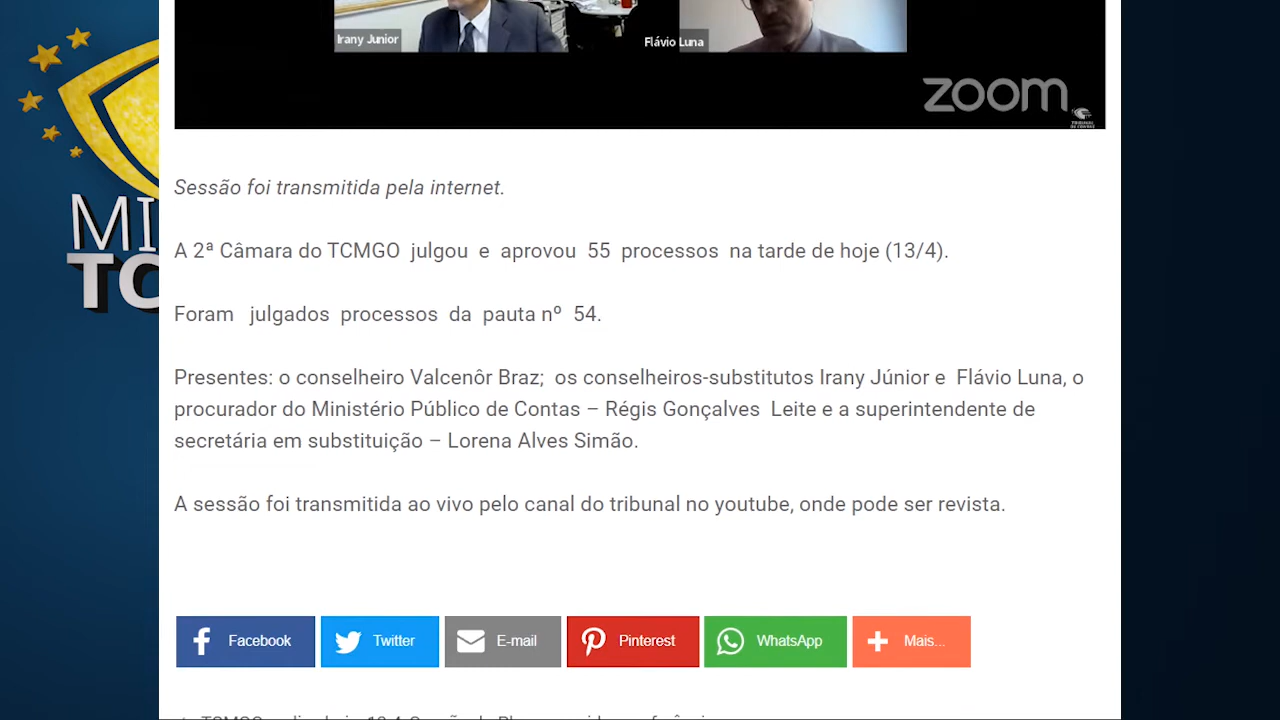 Irany Junior
Flávio Luna
zoom
MI
TC
Sessão foi transmitida pela internet.
A 2ª Câmara do TCMGO julgou e aprovou 55 processos na tarde de hoje (13/4).
Foram julgados processos da pauta nº 54.
Presentes: o conselheiro Valcenôr Braz; os conselheiros-substitutos Irany Júnior e Flávio Luna, o
procurador do Ministério Público de Contas – Régis Gonçalves Leite e a superintendente de
secretária em substituição – Lorena Alves Simão.
A sessão foi transmitida ao vivo pelo canal do tribunal no youtube, onde pode ser revista.
Facebook
Twitter
E-mail
Pinterest
WhatsApp
Mais...